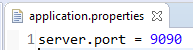 application.properties
1 server.port = 9090